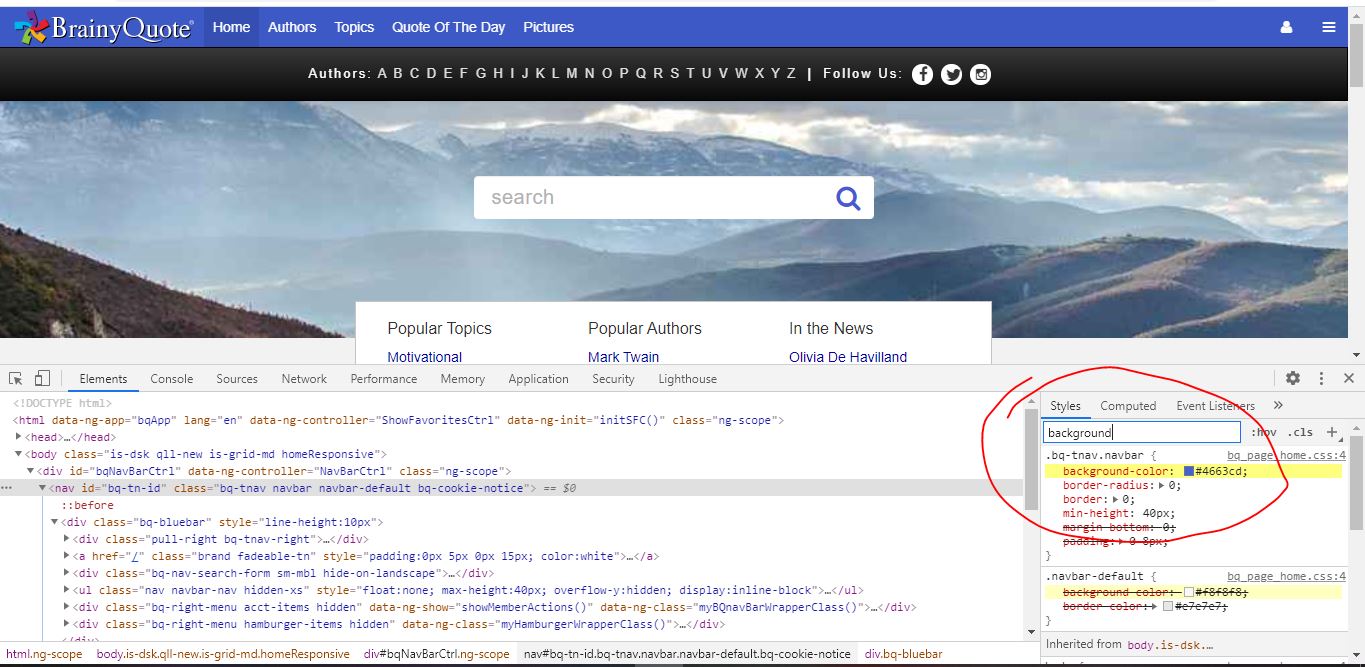 BrainyQuote® Home Authors Topics Quote Of The Day Pictures
Authors: A B C D E F G H I J K L M N O P Q R S T U V W X Y Z | Follow Us:
search
Popular Topics Popular Authors In the News
Motivational Mark Twain Olivia De Havilland
Elements Console Sources Network Performance Memory Application Security Lighthouse
<!DOCTYPE html>
<html data-ng-app="bqApp" lang="en" data-ng-controller="ShowFavoritesCtrl" data-ng-init="initSFC()" class="ng-scope">
<head>…</head>
<body class="is-dsk qll-new is-grid-md homeResponsive">
<div id="bqNavBarCtrl" data-ng-controller="NavBarCtrl" class="ng-scope">
<nav id="bq-tn-id" class="bq-tnav navbar navbar-default bq-cookie-notice"> == $0
::before
<div class="bq-bluebar" style="line-height:10px">
<div class="pull-right bq-tnav-right">…</div>
<a href="/" class="brand fadeable-tn" style="padding:0px 5px 0px 15px; color:white">…</a>
<div class="bq-nav-search-form sm-mbl hide-on-landscape">…</div>
<ul class="nav navbar-nav hidden-xs" style="float:none; max-height:40px; overflow-y:hidden; display:inline-block">…</ul>
<div class="bq-right-menu acct-items hidden" data-ng-show="showMemberActions()" data-ng-class="myBQnavBarWrapperClass()">…</div>
<div class="bq-right-menu hamburger-items hidden" data-ng-class="myHamburgerWrapperClass()">…</div>
</div>
html.ng-scope body.is-dsk.qll-new.is-grid-md.homeResponsive div#bqNavBarCtrl.ng-scope nav#bq-tn-id.bq-tnav.navbar.navbar-default.bq-cookie-notice div.bq-bluebar
Styles Computed Event Listeners »
background :hov .cls +
.bq-tnav.navbar { bq_page_home.css:4
background-color: #4663cd;
border-radius: 0;
border: 0;
min-height: 40px;
margin-bottom: 0;
padding: 0 8px;
}
.navbar-default { bq_page_home.css:4
background-color: #f8f8f8;
border-color: #e7e7e7;
}
Inherited from body.is-dsk.…